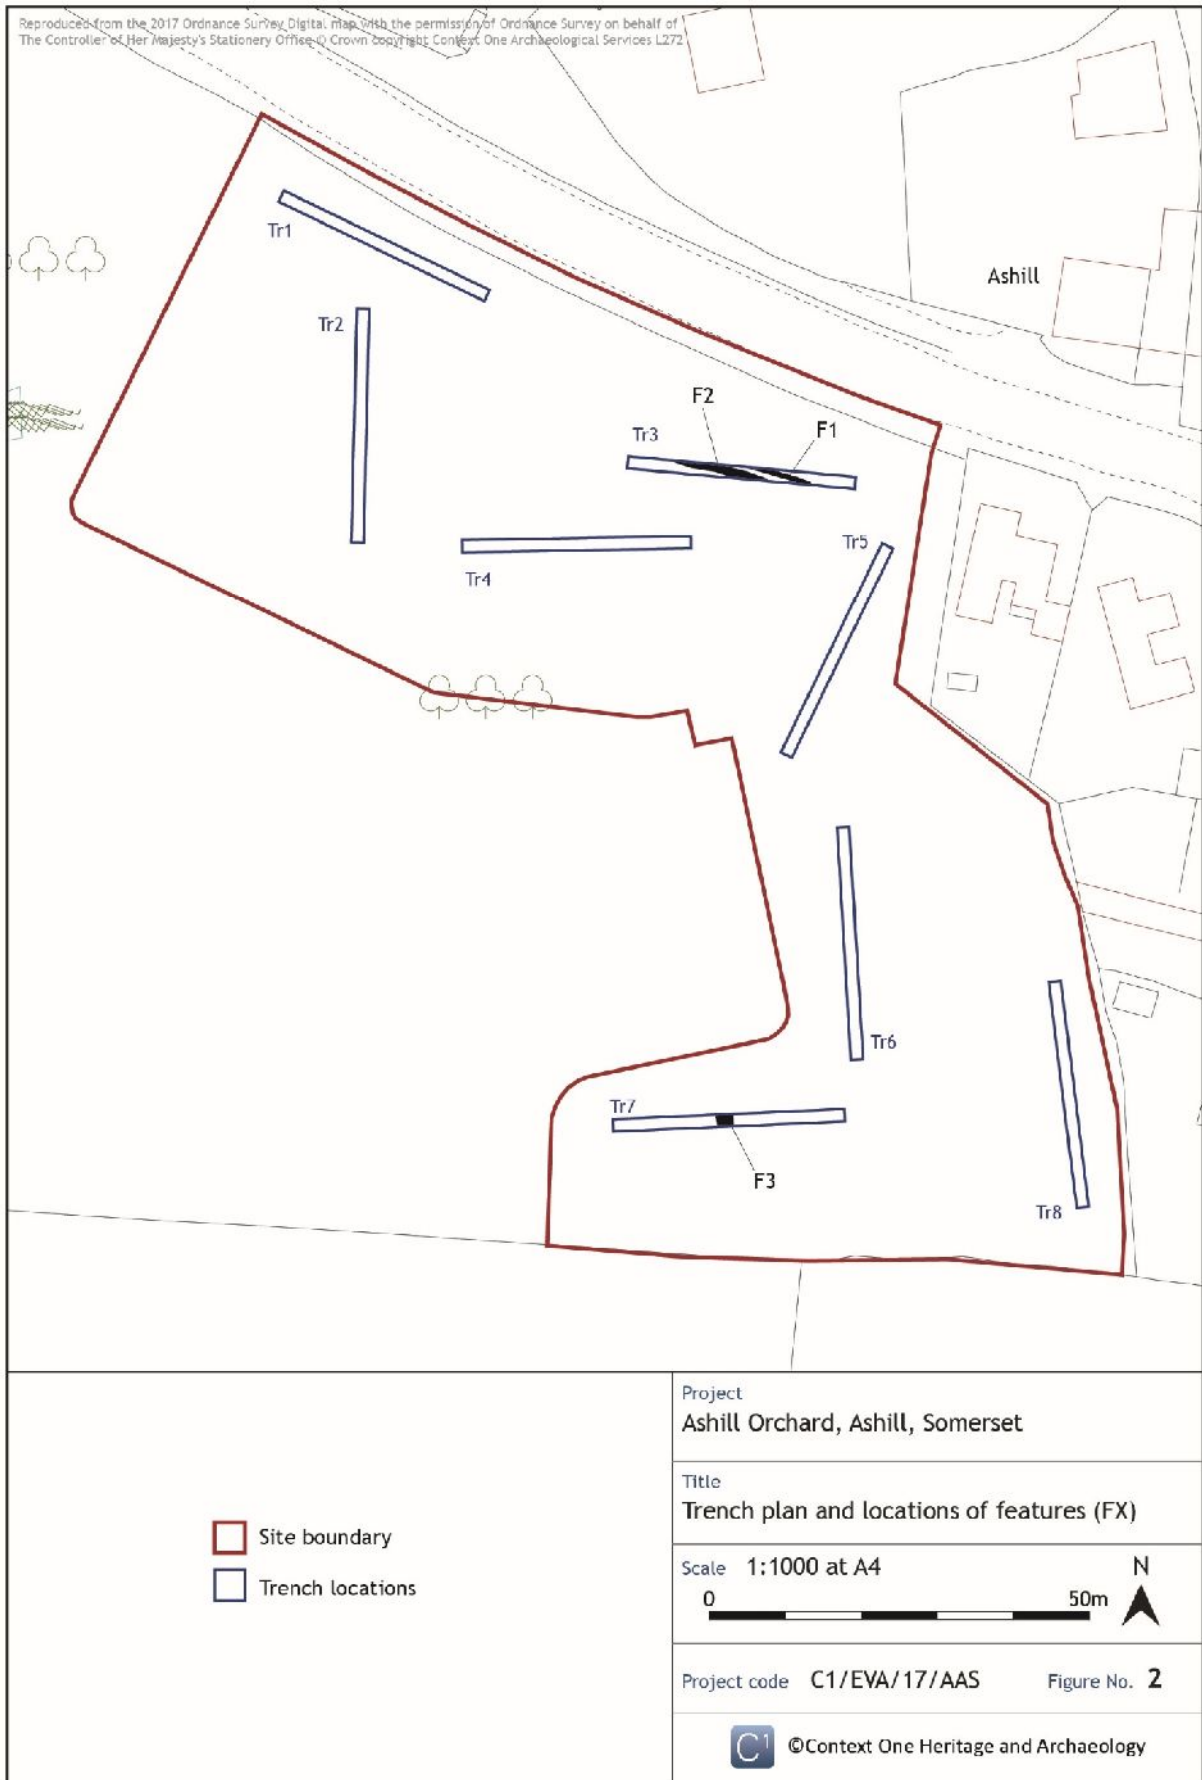 Reproduced from the 2017 Ordnance Survey Digital map with the permission of Ordnance Survey on behalf of
The Controller of Her Majesty's Stationery Office © Crown copyright Context One Archaeological Services L272
Ashill
Tr1
Tr2
F2
F1
Tr3
Tr5
Tr4
Tr6
Tr7
F3
Tr8
Site boundary
Trench locations
Project
Ashill Orchard, Ashill, Somerset
Title
Trench plan and locations of features (FX)
Scale 1:1000 at A4
N
0 50m
Project code C1/EVA/17/AAS Figure No. 2
C1 ©Context One Heritage and Archaeology